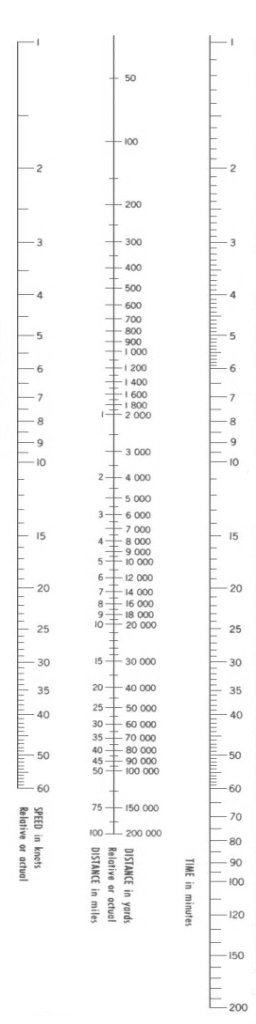 1
2
3
4
5
6
7
8
9
10
15
20
25
30
35
40
50
60
SPEED in knots
Relative or actual
50
100
200
300
400
500
600
700
800
900
1 000
1 200
1 400
1 600
1 800
1 2 000
3 000
2 4 000
5 000
3 6 000
7 000
4 8 000
9 000
5 10 000
6 12 000
7 14 000
8 16 000
9 18 000
10 20 000
15 30 000
20 40 000
25 50 000
30 60 000
35 70 000
40 80 000
45 90 000
50 100 000
75 150 000
100 200 000
DISTANCE in yards
Relative or actual
DISTANCE in miles
1
2
3
4
5
6
7
8
9
10
15
20
25
30
35
40
50
60
70
80
90
100
120
150
200
TIME in minutes